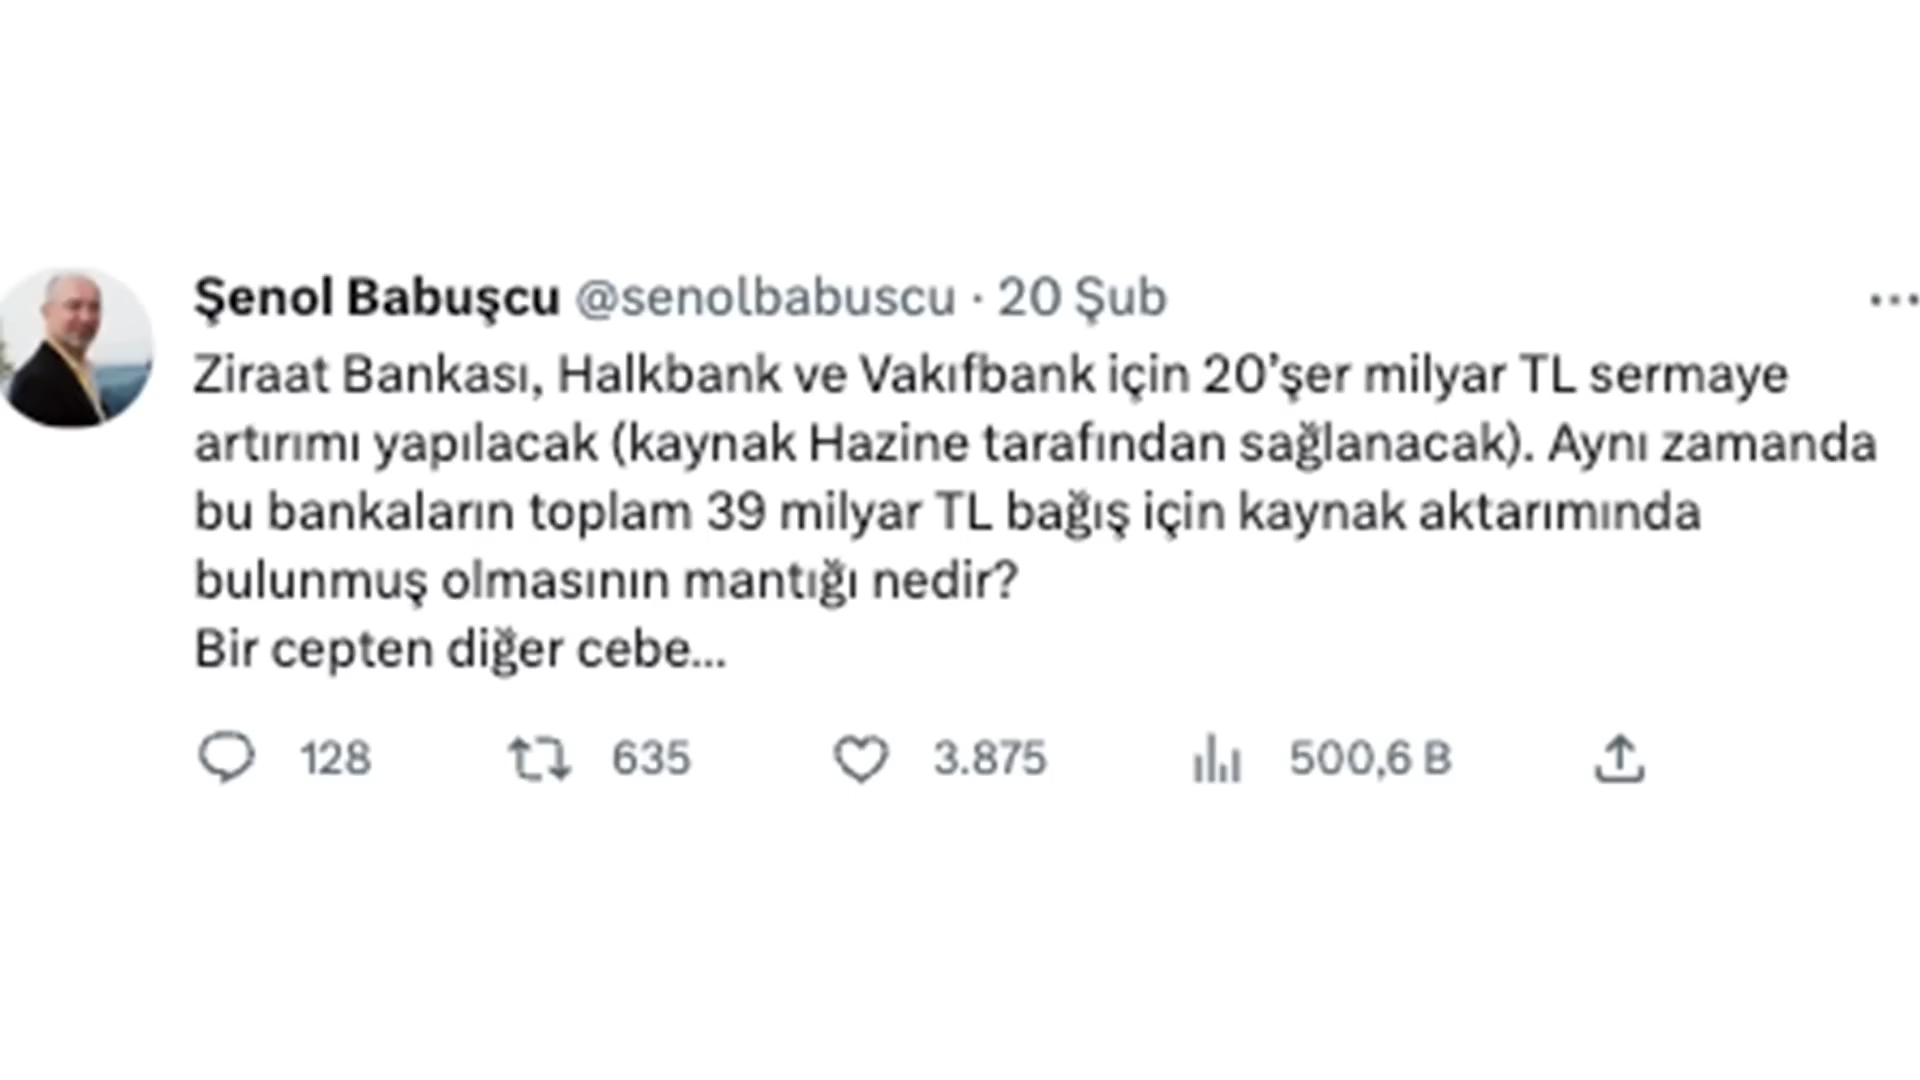 Şenol Babuşcu @senolbabuscu · 20 Şub
Ziraat Bankası, Halkbank ve Vakıfbank için 20’şer milyar TL sermaye
artırımı yapılacak (kaynak Hazine tarafından sağlanacak). Aynı zamanda
bu bankaların toplam 39 milyar TL bağış için kaynak aktarımında
bulunmuş olmasının mantığı nedir?
Bir cepten diğer cebe...
128 635 3.875 500,6 B